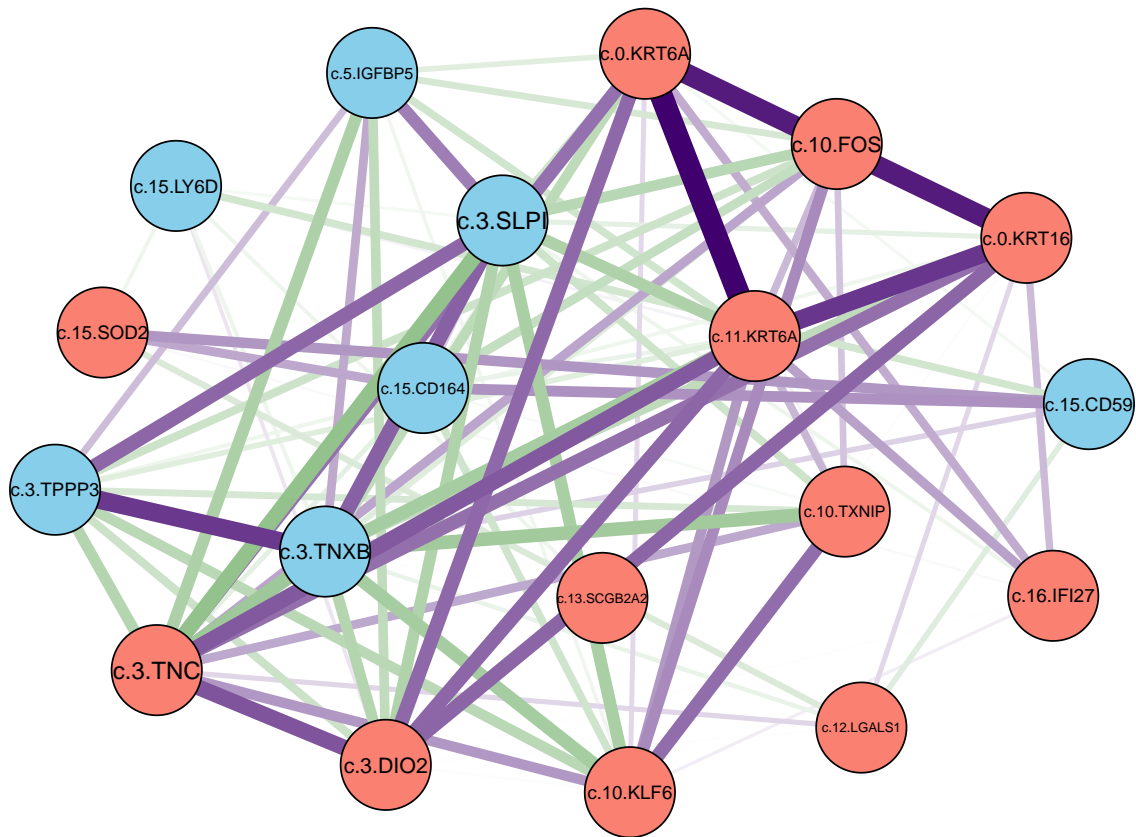 c.0.KRT6A
c.5.IGFBP5
c.10.FOS
c.15.LY6D
c.3.SLPI
c.0.KRT16
c.15.SOD2
c.11.KRT6A
c.15.CD164
c.15.CD59
c.3.TPPP3
c.10.TXNIP
c.3.TNXB
c.13.SCGB2A2
c.16.IFI27
c.3.TNC
c.12.LGALS1
c.3.DIO2
c.10.KLF6